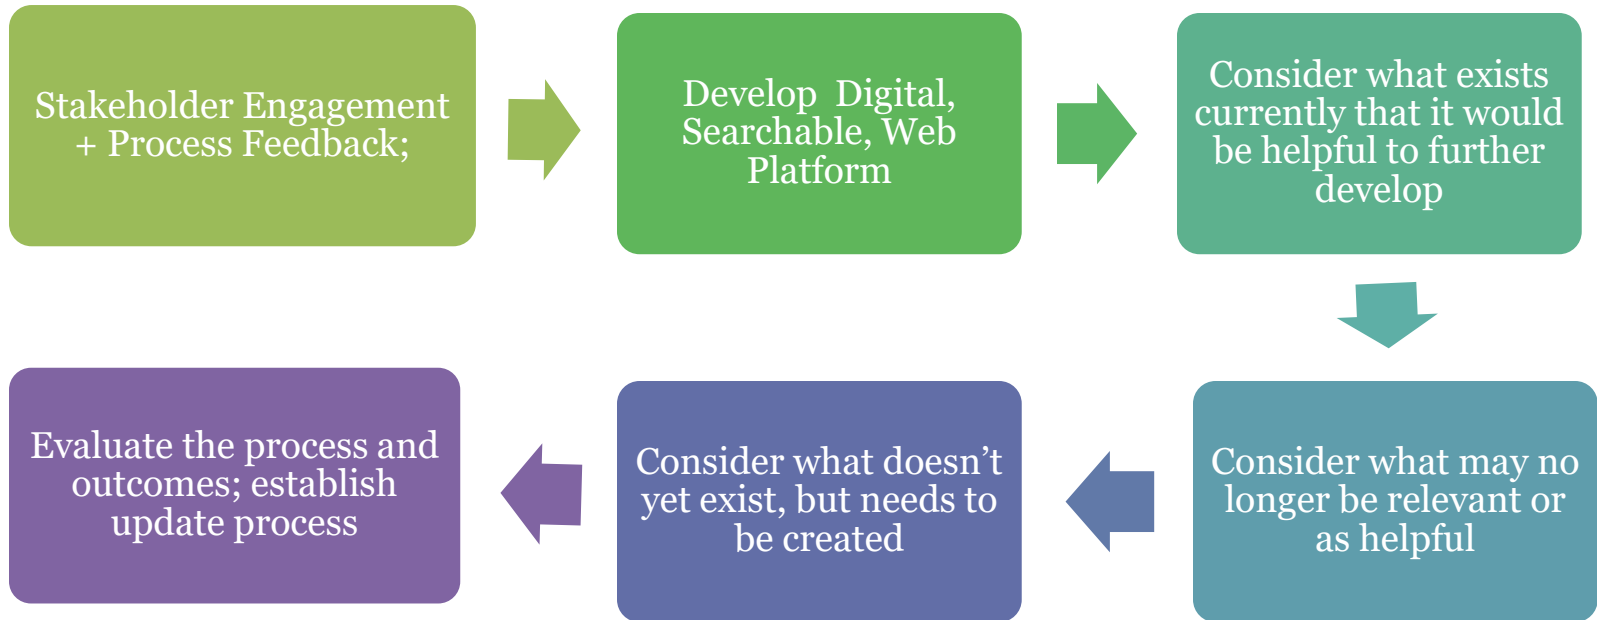 Stakeholder Engagement
+ Process Feedback;
Develop Digital,
Searchable, Web
Platform
Consider what exists
currently that it would
be helpful to further
develop
Consider what may no
longer be relevant or
as helpful
Consider what doesn’t
yet exist, but needs to
be created
Evaluate the process and
outcomes; establish
update process